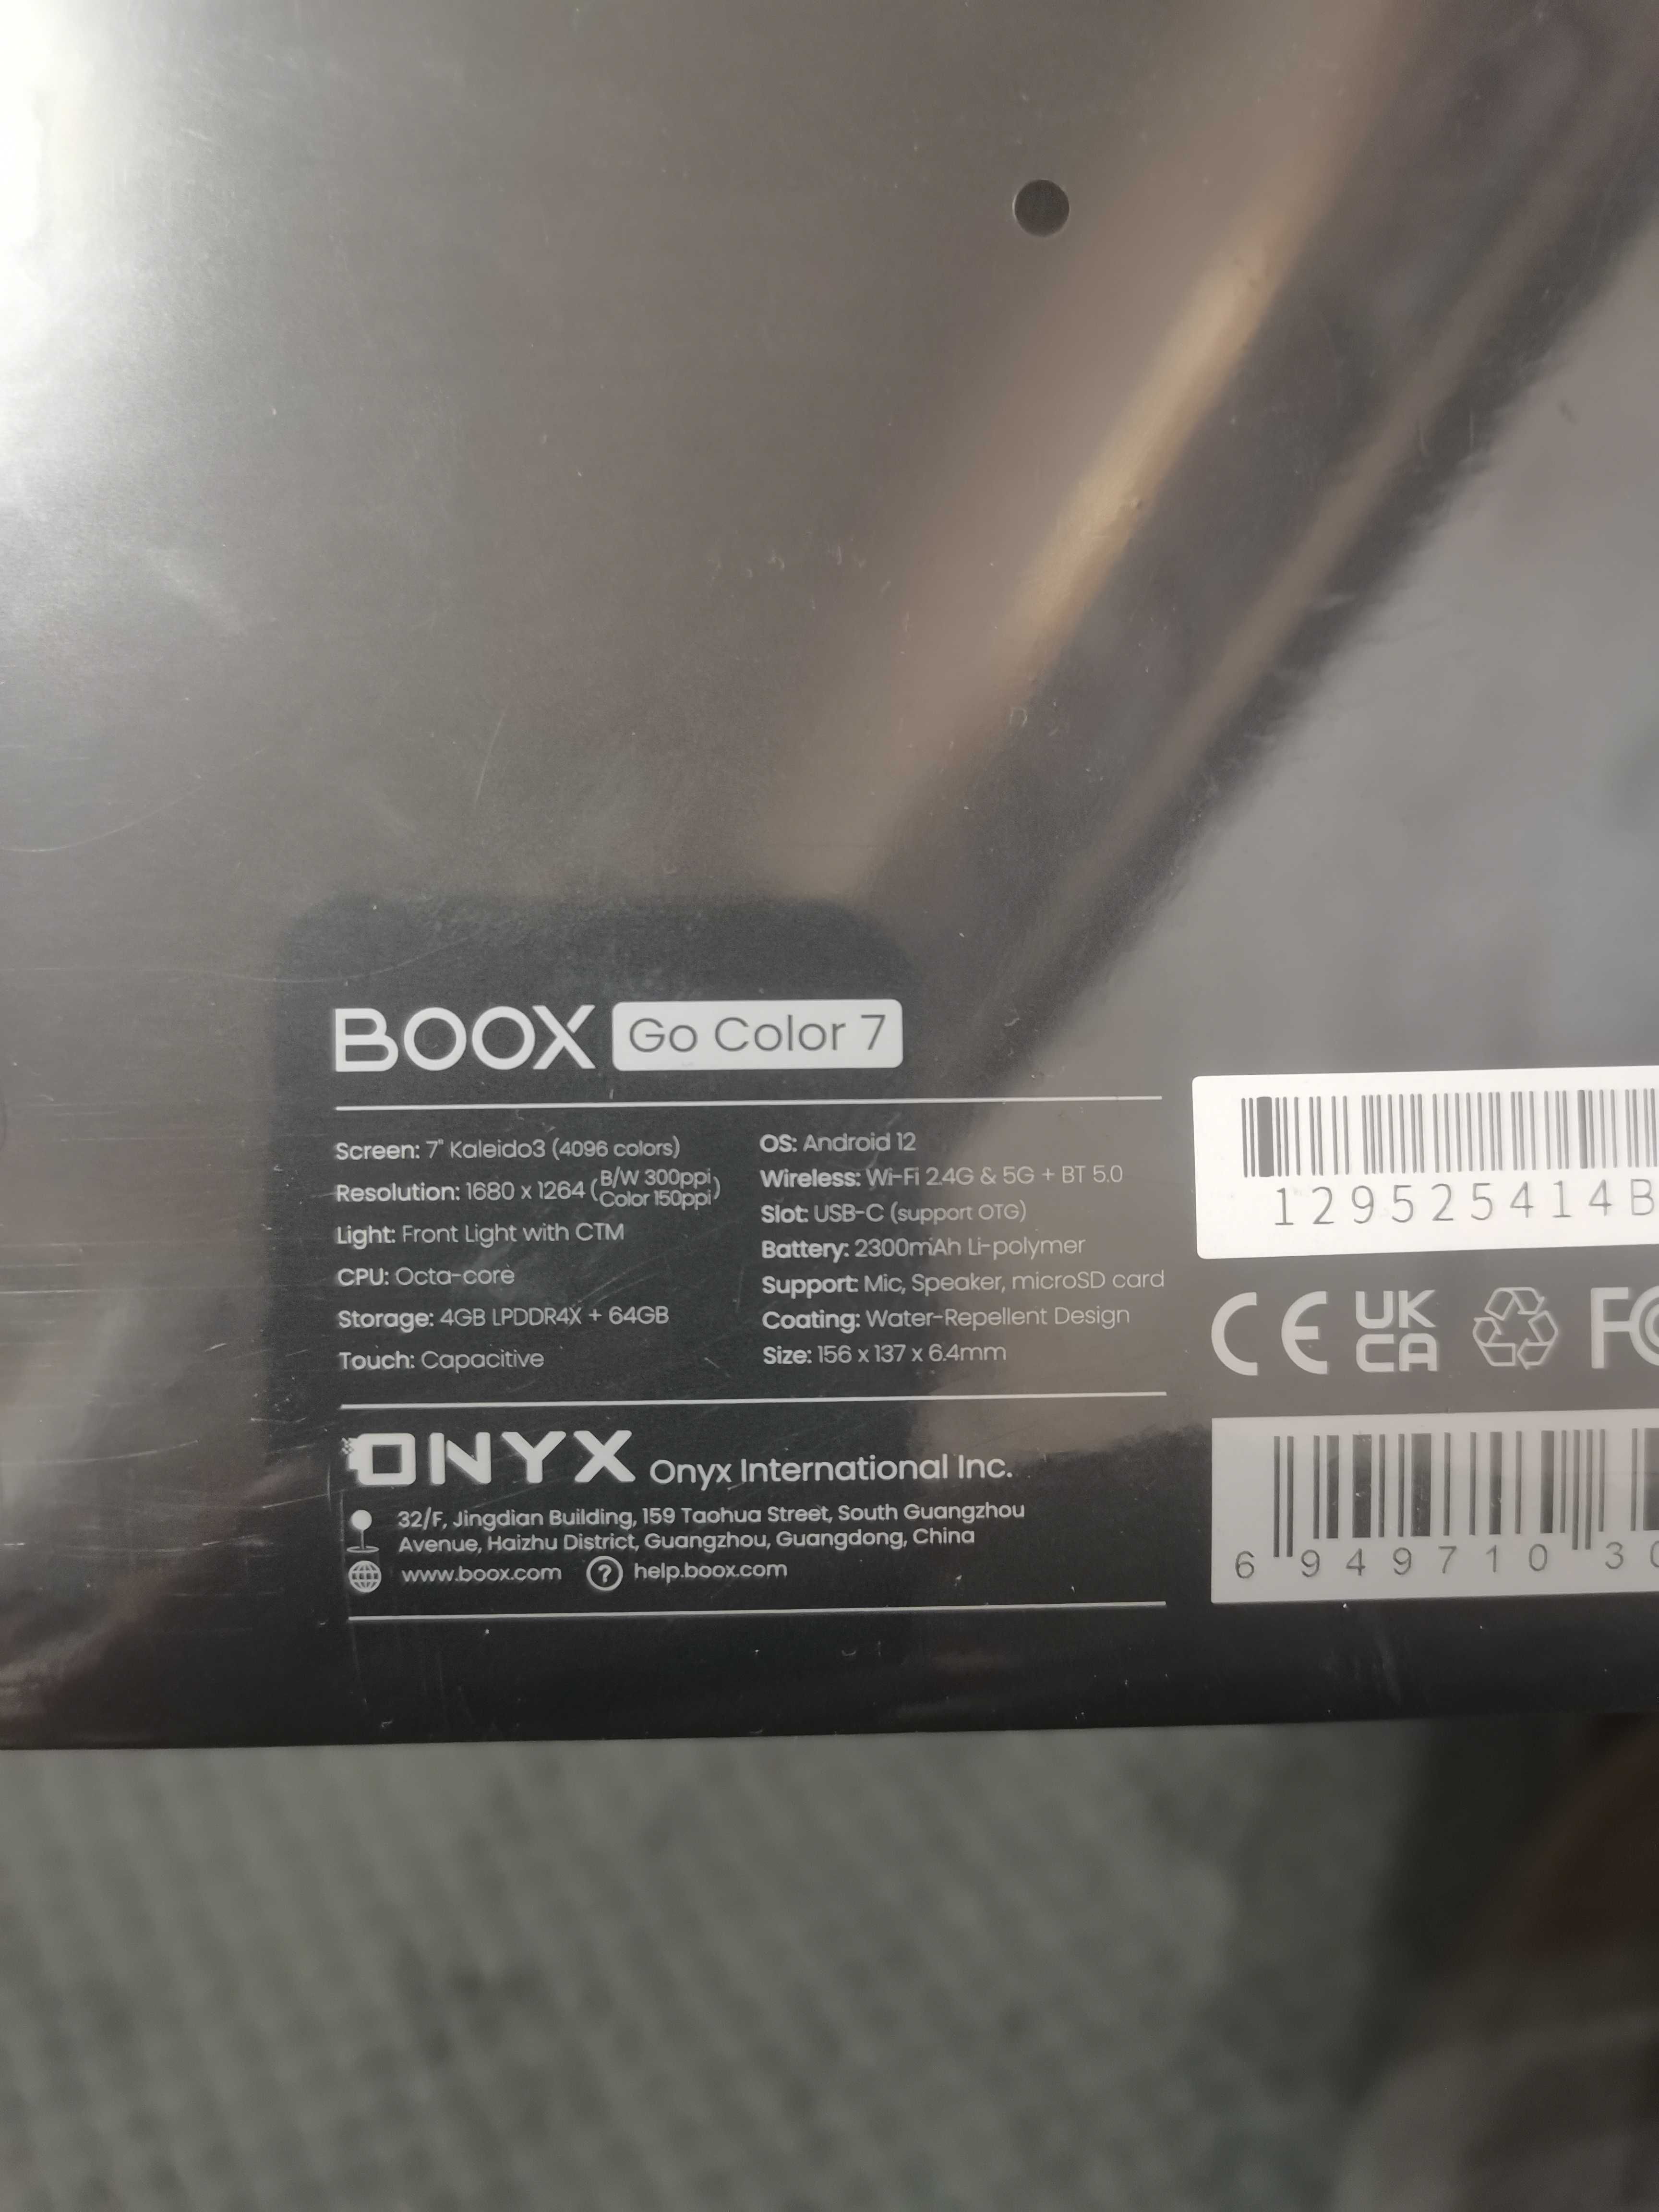 BOOX Go Color 7
Screen: 7" Kaleido3 (4096 colors)
Resolution: 1680 x 1264 (B/W 300ppi
Color 150ppi)
Light: Front Light with CTM
CPU: Octa-core
Storage: 4GB LPDDR4X + 64GB
Touch: Capacitive
OS: Android 12
Wireless: Wi-Fi 2.4G & 5G + BT 5.0
Slot: USB-C (support OTG)
Battery: 2300mAh Li-polymer
Support: Mic, Speaker, microSD card
Coating: Water-Repellent Design
Size: 156 x 137 x 6.4mm
ONYX Onyx International Inc.
32/F, Jingdian Building, 159 Taohua Street, South Guangzhou
Avenue, Haizhu District, Guangzhou, Guangdong, China
www.boox.com ? help.boox.com
129525414B
CE UK
CA FC
6 949710 3